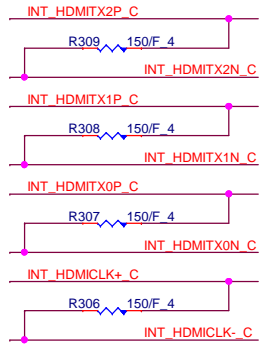 INT_HDMITX2P_C
R309 150/F_4
INT_HDMITX2N_C
INT_HDMITX1P_C
R308 150/F_4
INT_HDMITX1N_C
INT_HDMITX0P_C
R307 150/F_4
INT_HDMITX0N_C
INT_HDMICLK+_C
R306 150/F_4
INT_HDMICLK-_C